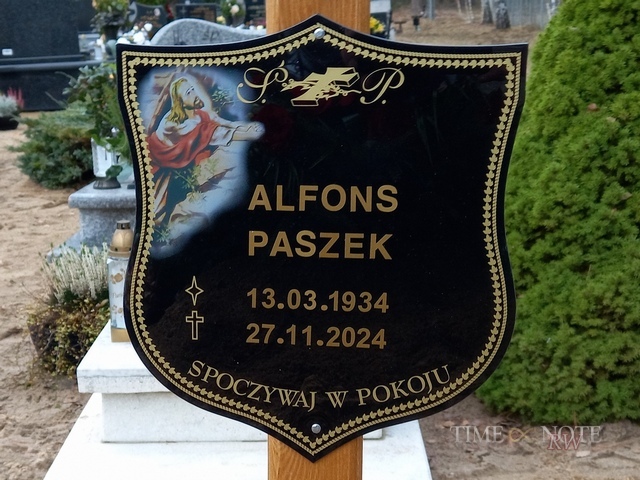 Ś. P.
ALFONS
PASZEK
13.03.1934
27.11.2024
SPOCZYWAJ W POKOJU
TIME NOTE